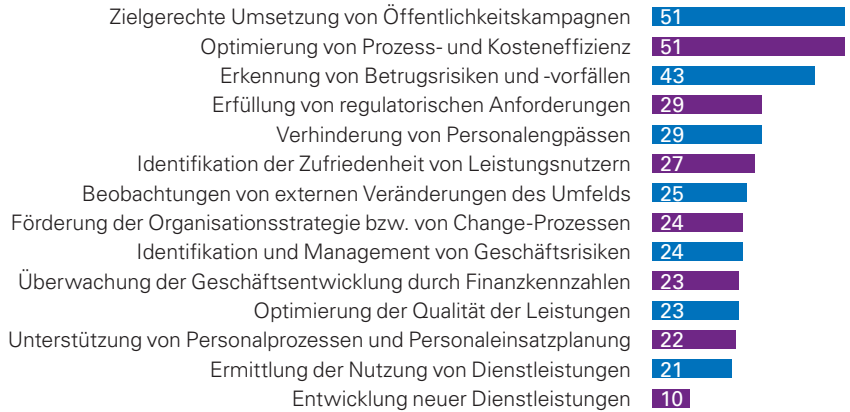 Zielgerechte Umsetzung von Öffentlichkeitskampagnen 51
Optimierung von Prozess- und Kosteneffizienz 51
Erkennung von Betrugsrisiken und -vorfällen 43
Erfüllung von regulatorischen Anforderungen 29
Verhinderung von Personalengpässen 29
Identifikation der Zufriedenheit von Leistungsnutzern 27
Beobachtungen von externen Veränderungen des Umfelds 25
Förderung der Organisationsstrategie bzw. von Change-Prozessen 24
Identifikation und Management von Geschäftsrisiken 24
Überwachung der Geschäftsentwicklung durch Finanzkennzahlen 23
Optimierung der Qualität der Leistungen 23
Unterstützung von Personalprozessen und Personaleinsatzplanung 22
Ermittlung der Nutzung von Dienstleistungen 21
Entwicklung neuer Dienstleistungen 10